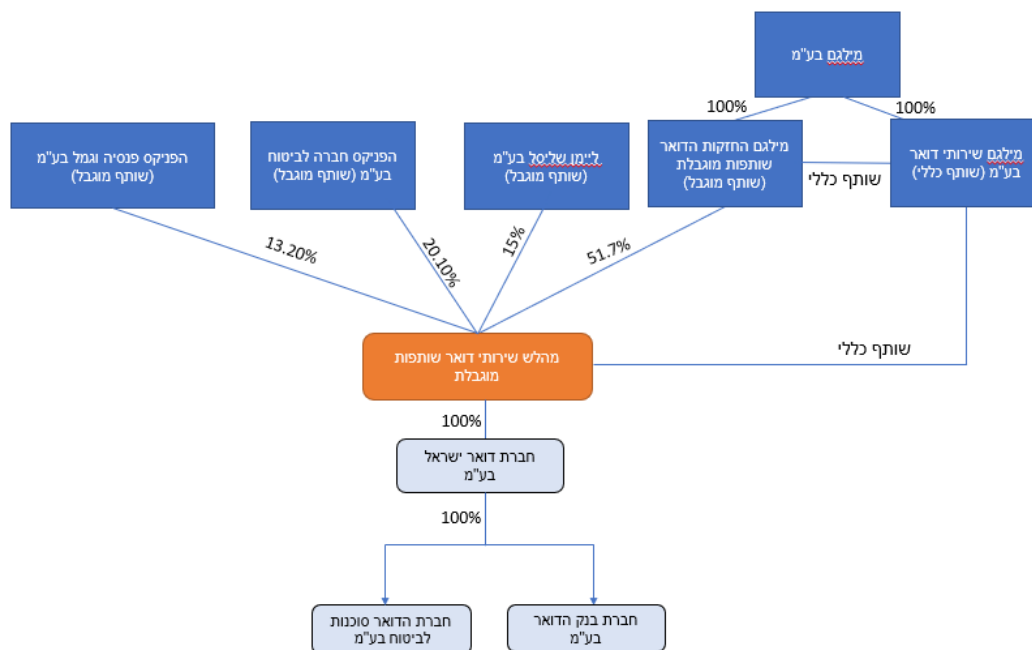 מילגם בע"מ
100%
100%
מילגם שירותי דואר
בע"מ (שותף כללי)
מילגם החזקות הדואר
שותפות מוגבלת
(שותף מוגבל)
שותף כללי
ליימן שליסל בע"מ
(שותף מוגבל)
הפניקס חברה לביטוח
בע"מ (שותף מוגבל)
הפניקס פנסיה וגמל בע"מ
(שותף מוגבל)
51.7%
15%
20.10%
13.20%
שותף כללי
מהלש שירותי דואר שותפות
מוגבלת
100%
חברת דואר ישראל
בע"מ
100%
חברת בנק הדואר
בע"מ
חברת הדואר סוכנות
לביטוח בע"מ